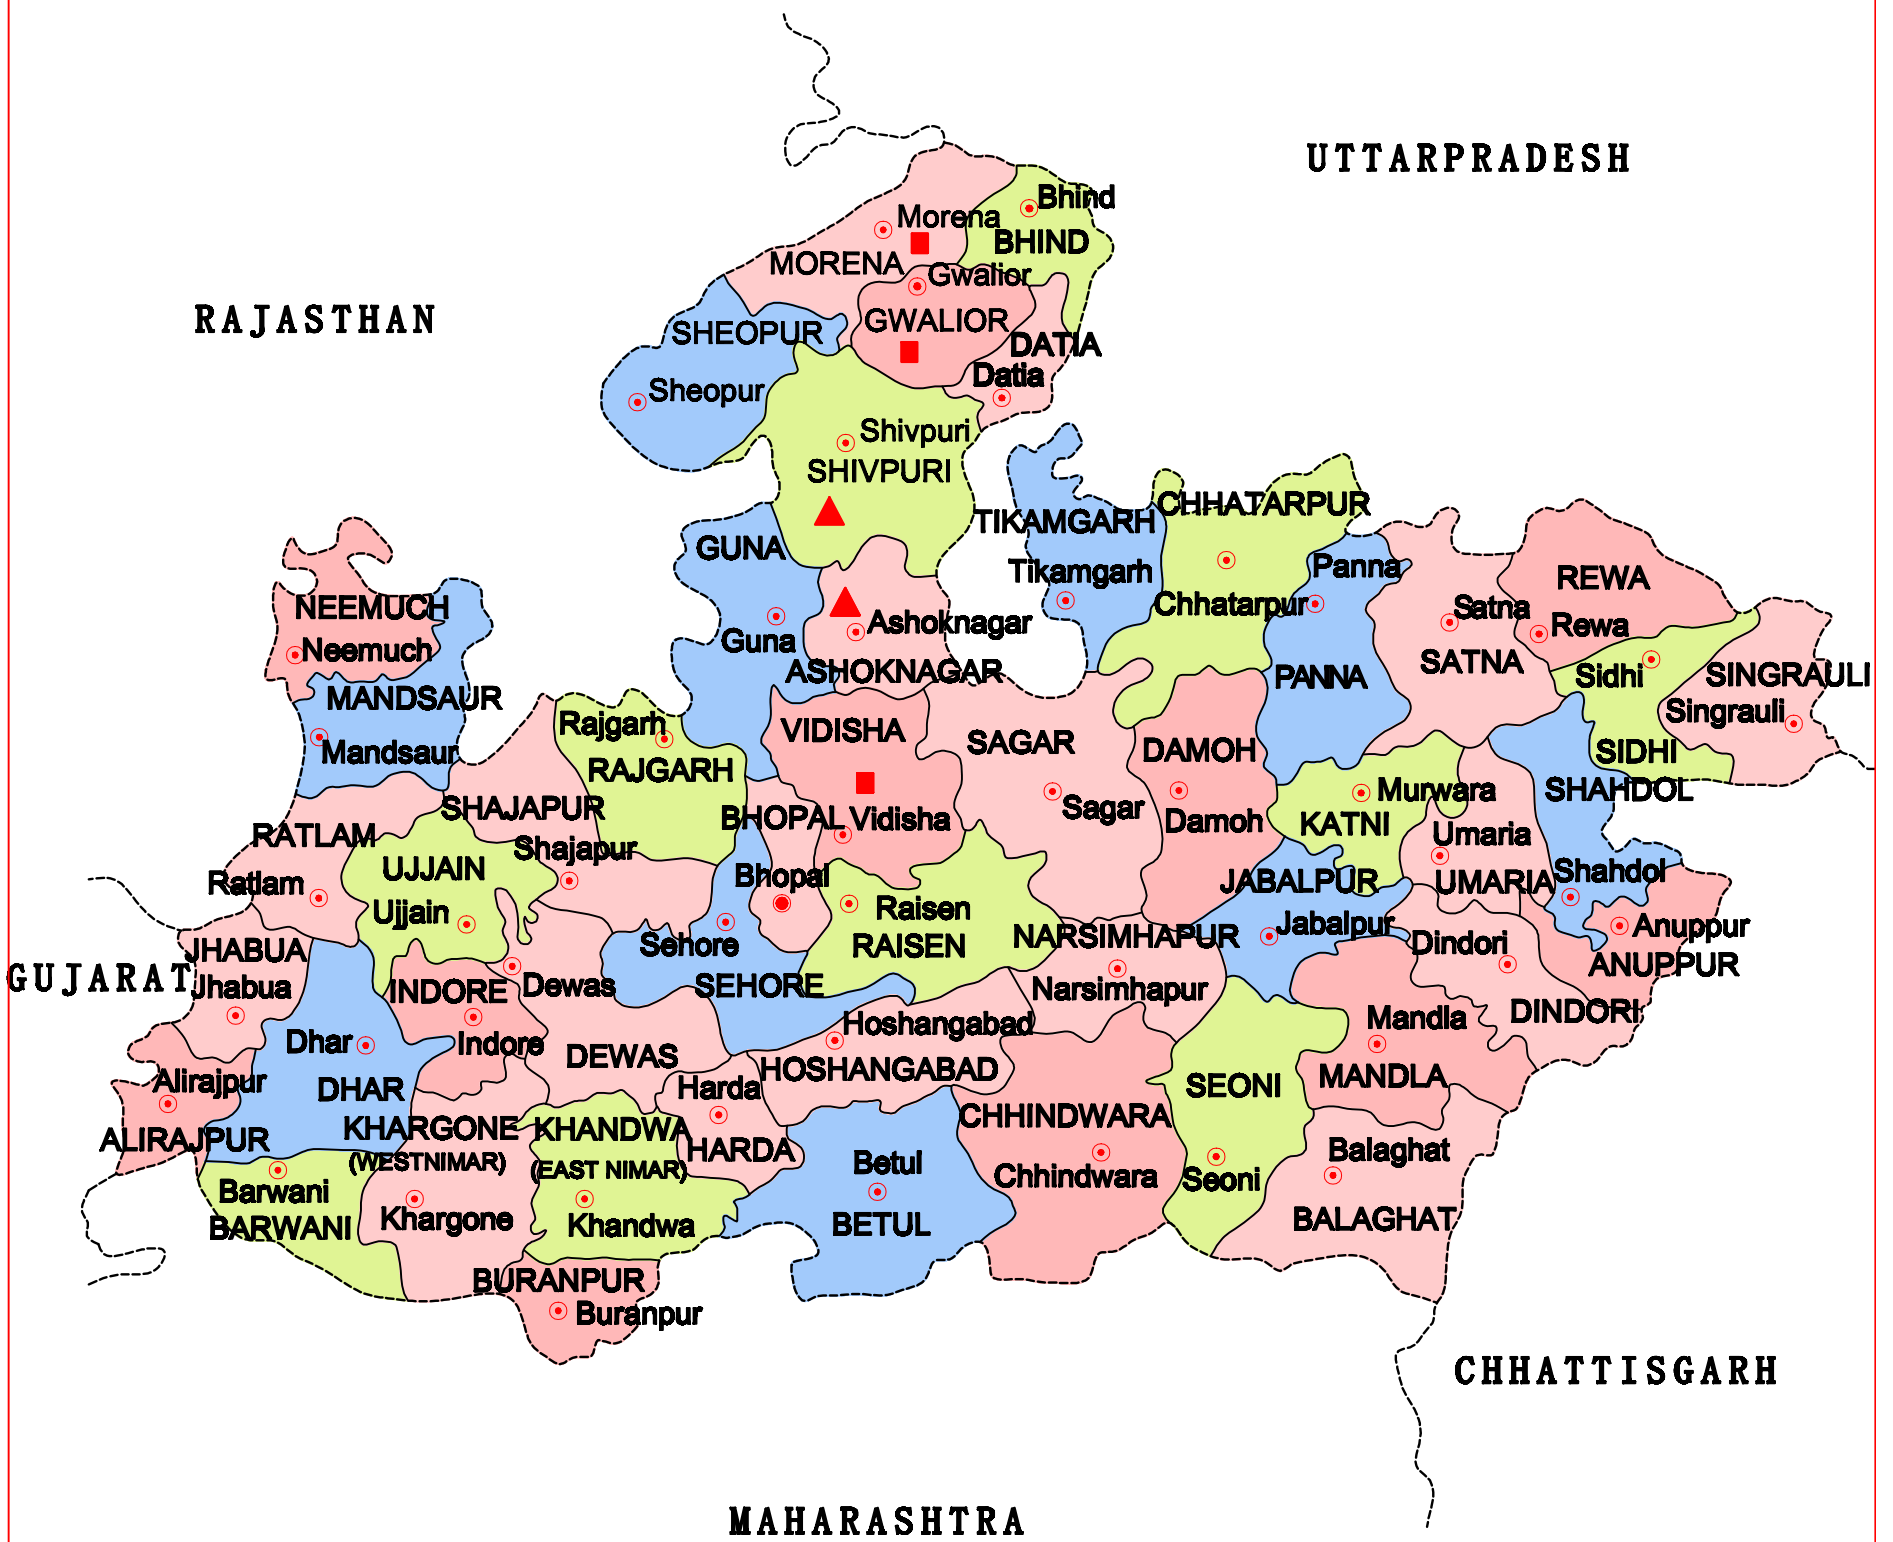 UTTARPRADESH
Bhind
Morena
BHIND
MORENA
Gwalior
RAJASTHAN
GWALIOR
SHEOPUR
DATIA
Datia
Sheopur
Shivpuri
SHIVPURI
CHHATARPUR
TIKAMGARH
GUNA
Panna
Tikamgarh
REWA
NEEMUCH
Chhatarpur
Satna
Ashoknagar
Rewa
Guna
Neemuch
SATNA
ASHOKNAGAR
PANNA
Sidhi
SINGRAULI
MANDSAUR
Singrauli
Rajgarh
VIDISHA
SAGAR
DAMOH
SIDHI
Mandsaur
RAJGARH
Murwara
SHAHDOL
SHAJAPUR
Sagar
BHOPAL
Vidisha
Damoh
KATNI
RATLAM
Umaria
Shajapur
UJJAIN
Bhopal
Shahdol
Ratlam
JABALPUR
UMARIA
Ujjain
Raisen
Jabalpur
Anuppur
JHABUA
Sehore
RAISEN
NARSIMHAPUR
Dindori
ANUPPUR
GUJARAT
Jhabua
INDORE
Dewas
SEHORE
Narsimhapur
DINDORI
Hoshangabad
Mandla
Dhar
Indore
DEWAS
HOSHANGABAD
MANDLA
Alirajpur
DHAR
Harda
SEONI
CHHINDWARA
KHARGONE
KHANDWA
ALIRAJPUR
HARDA
Balaghat
(WESTNIMAR)
(EAST NIMAR)
Betul
Chhindwara
Seoni
Barwani
Khargone
Khandwa
BETUL
BALAGHAT
BARWANI
BURANPUR
Buranpur
CHHATTISGARH
MAHARASHTRA